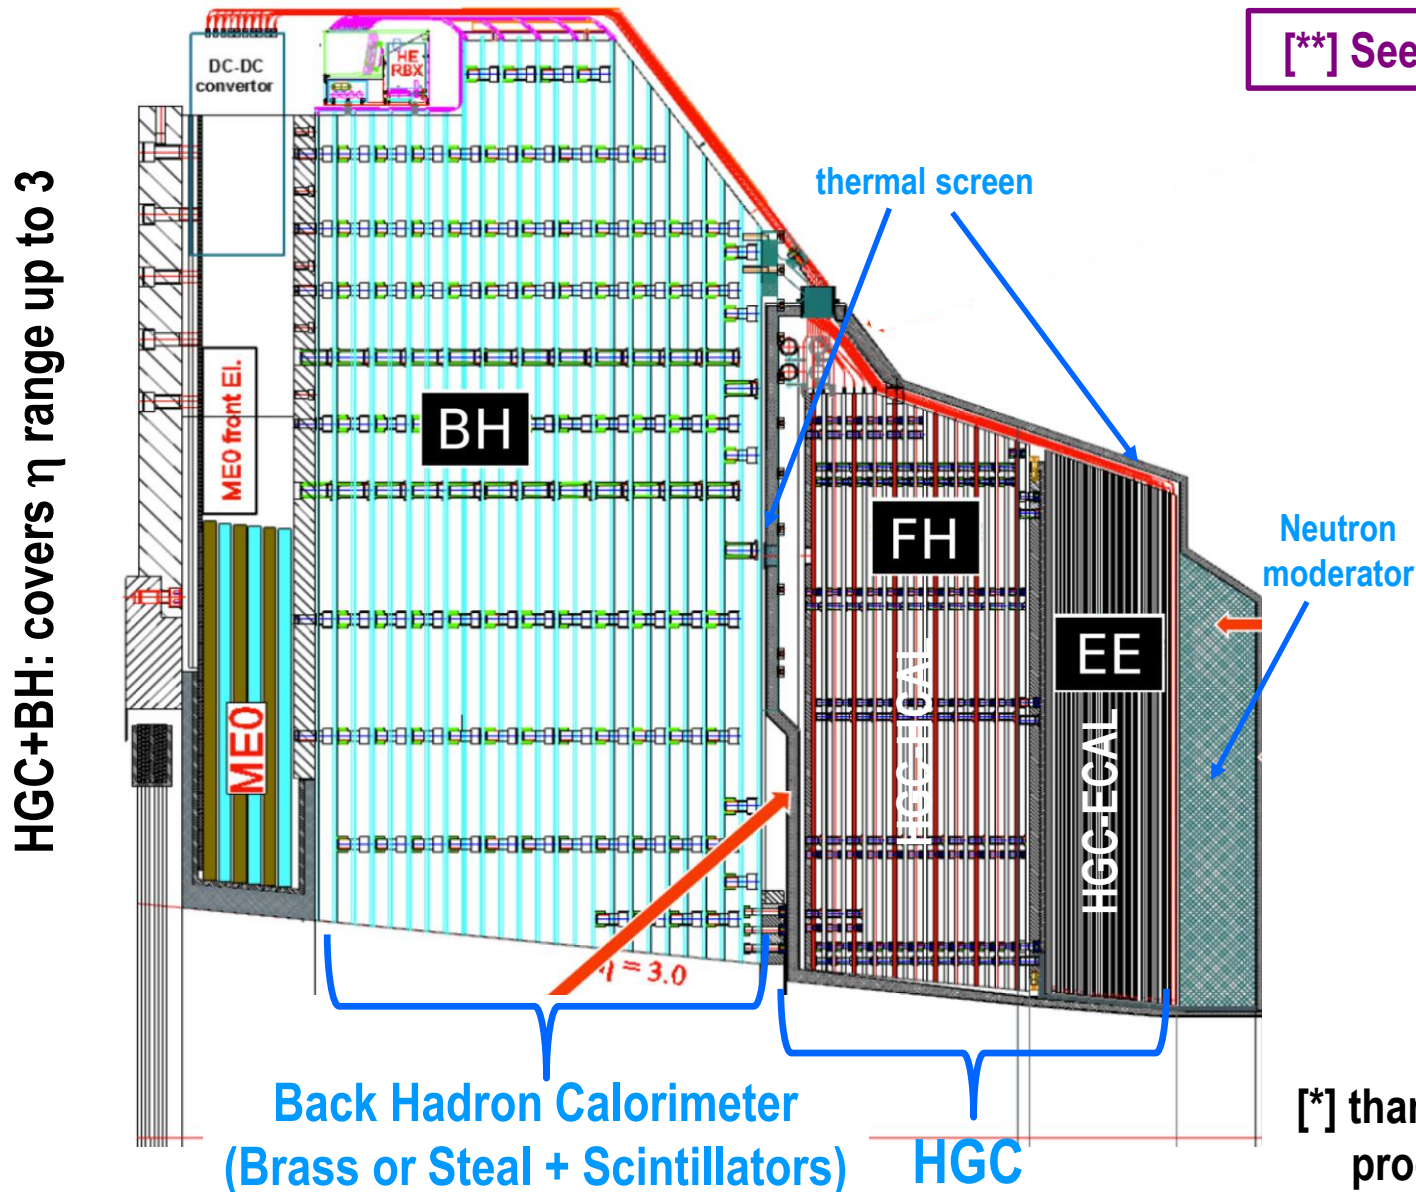 [**] See
DC-DC
convertor
HE
RBX
thermal screen
HGC+BH: covers η range up to 3
ME0 front El.
BH
FH
Neutron
moderator
EE
HGC-HCAl
HGC-ECAL
ME0
η = 3.0
Back Hadron Calorimeter
(Brass or Steal + Scintillators)
HGC
[*] than
pro